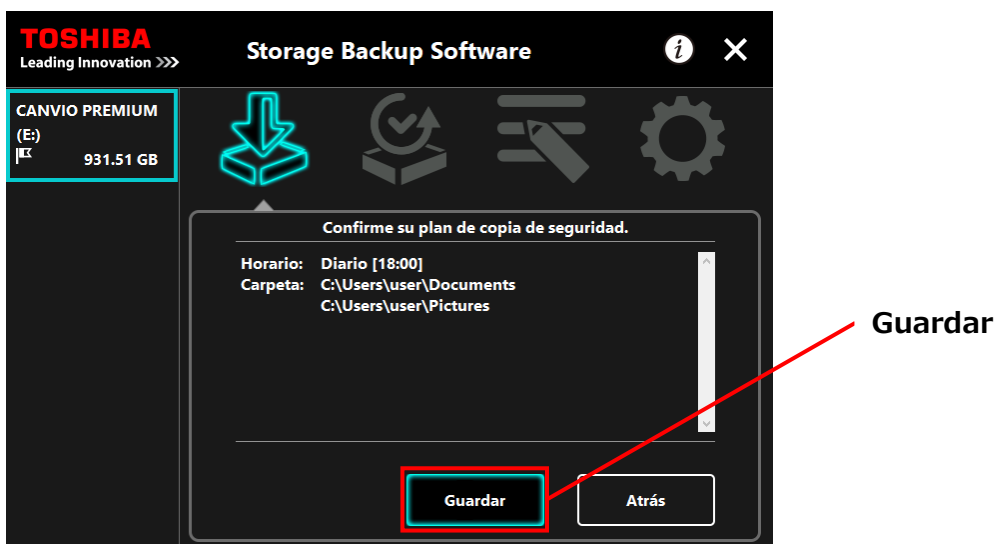 TOSHIBA
Leading Innovation >>>
Storage Backup Software
i
CANVIO PREMIUM
(E:)
931.51 GB
Confirme su plan de copia de seguridad.
Horario: Diario [18:00]
Carpeta: C:\Users\user\Documents
C:\Users\user\Pictures
Guardar
Guardar
Atrás